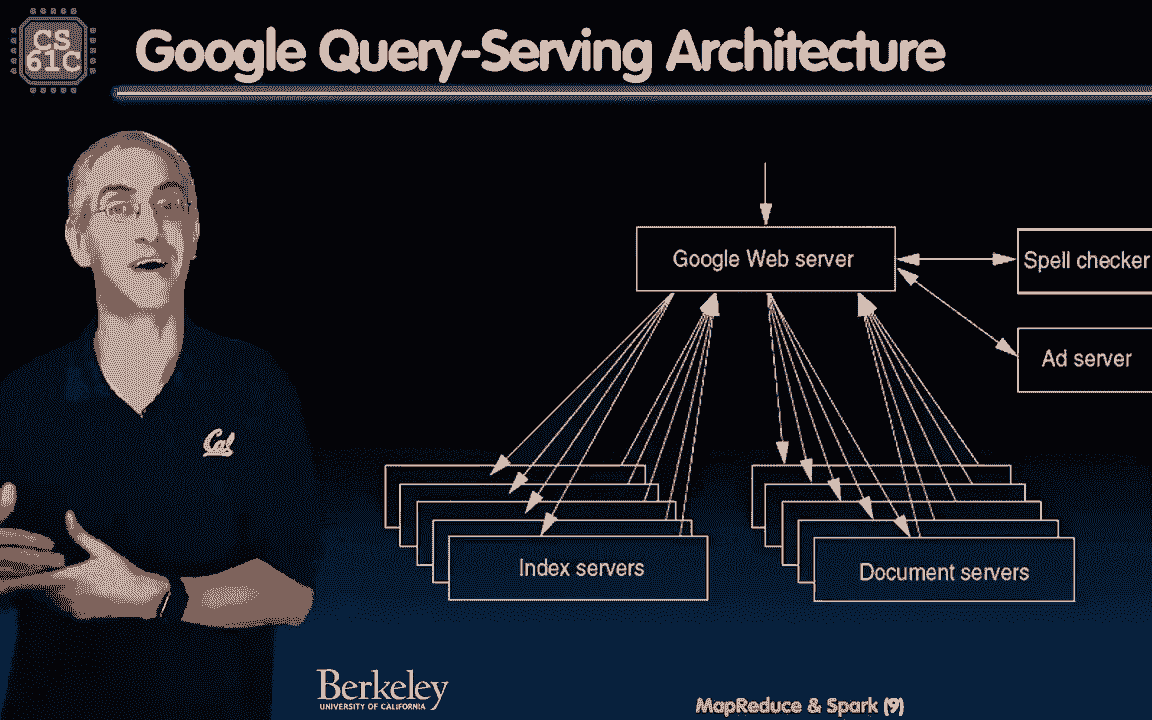 CS
61C
Google Query-Serving Architecture
Google Web server
Spell checker
Ad server
Cal
Index servers
Document servers
Berkeley
UNIVERSITY OF CALIFORNIA
MapReduce & Spark (9)